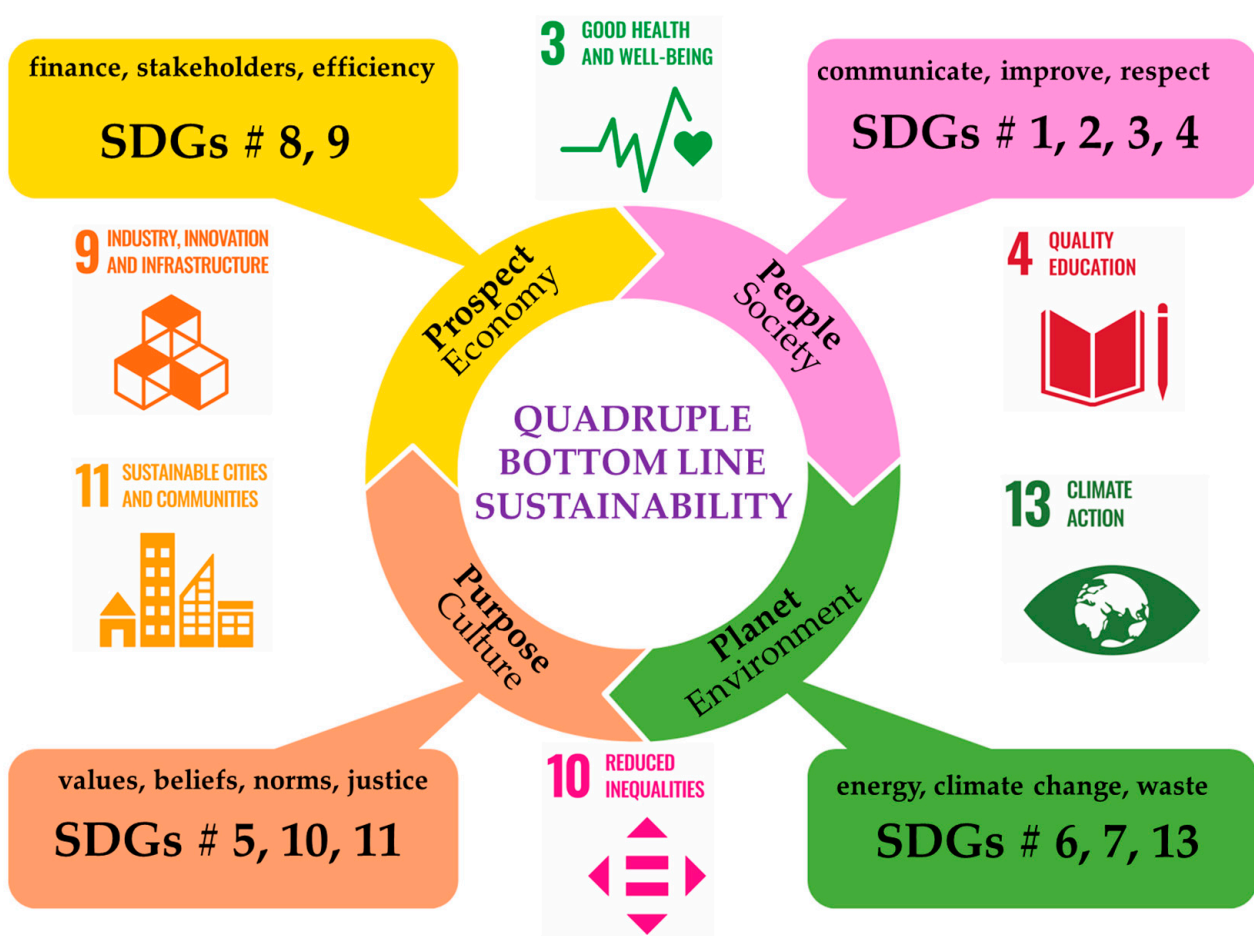 finance, stakeholders, efficiency
SDGs # 8, 9
3 GOOD HEALTH
AND WELL-BEING
communicate, improve, respect
SDGs # 1, 2, 3, 4
9 INDUSTRY, INNOVATION
AND INFRASTRUCTURE
Prospect
Economy
People
Society
4 QUALITY
EDUCATION
QUADRUPLE
BOTTOM LINE
SUSTAINABILITY
11 SUSTAINABLE CITIES
AND COMMUNITIES
13 CLIMATE
ACTION
Purpose
Culture
Planet
Environment
values, beliefs, norms, justice
SDGs # 5, 10, 11
10 REDUCED
INEQUALITIES
energy, climate change, waste
SDGs # 6, 7, 13